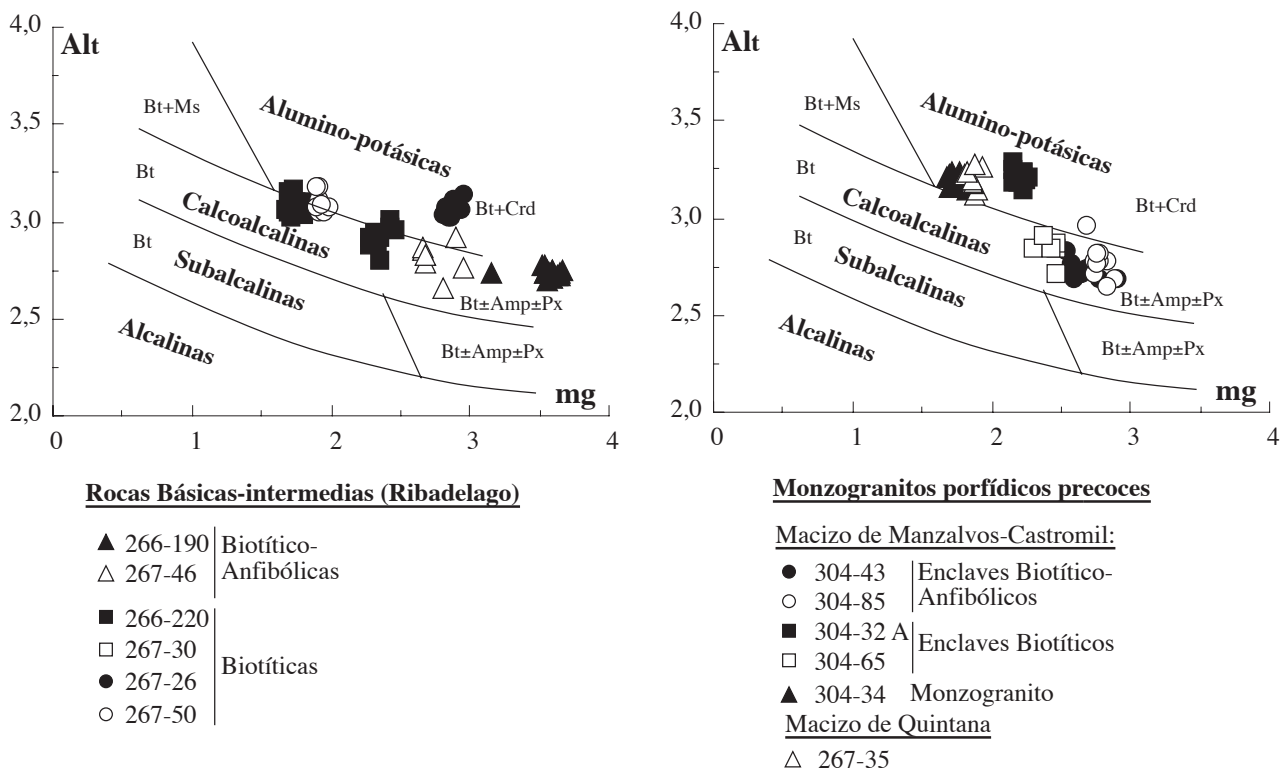 4,0
3,5
3,0
2,5
2,0
0
1
2
3
4
Alt
mg
Bt+Ms
Alumino-potásicas
Bt
Bt+Crd
Calcoalcalinas
Bt
Subalcalinas
Bt±Amp±Px
Alcalinas
Bt±Amp±Px
Rocas Básicas-intermedias (Ribadelago)
266-190
267-46
Biotítico-
Anfibólicas
266-220
267-30
267-26
267-50
Biotíticas
4,0
3,5
3,0
2,5
2,0
0
1
2
3
4
Alt
mg
Bt+Ms
Alumino-potásicas
Bt
Bt+Crd
Calcoalcalinas
Bt
Subalcalinas
Bt±Amp±Px
Alcalinas
Bt±Amp±Px
Monzogranitos porfídicos precoces
Macizo de Manzalvos-Castromil:
304-43
304-85
Enclaves Biotítico-
Anfibólicos
304-32 A
304-65
Enclaves Biotíticos
304-34 Monzogranito
Macizo de Quintana
267-35